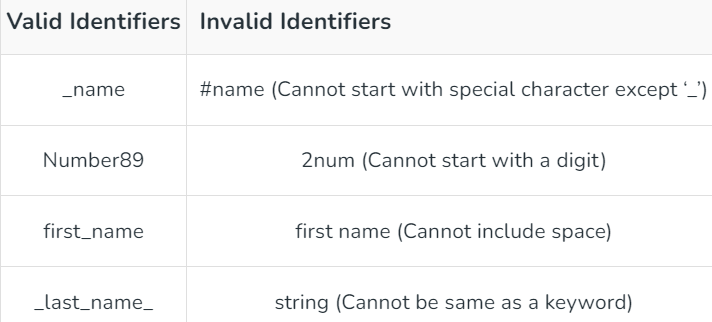 Valid Identifiers Invalid Identifiers
_name #name (Cannot start with special character except ‘_’)
Number89 2num (Cannot start with a digit)
first_name first name (Cannot include space)
_last_name_ string (Cannot be same as a keyword)